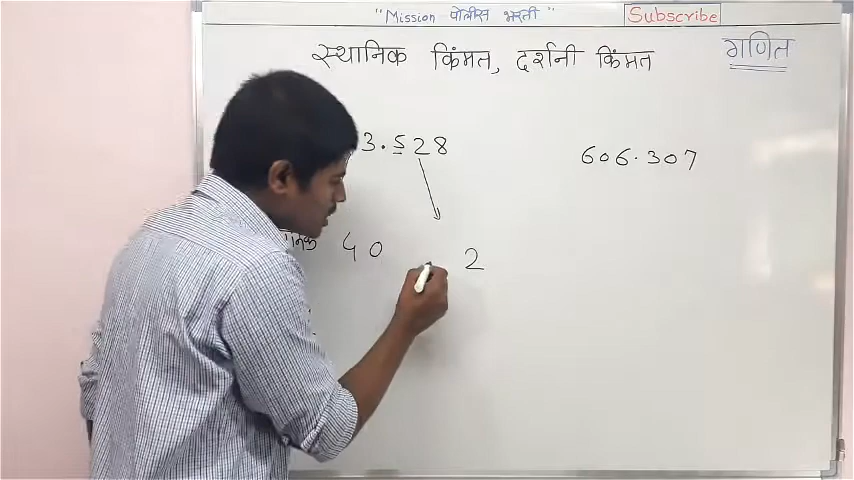 "Mission पोलीस भरती" Subscribe
स्थानिक किंमत, दर्शनी किंमत गणित
3.528 606.307
40 2